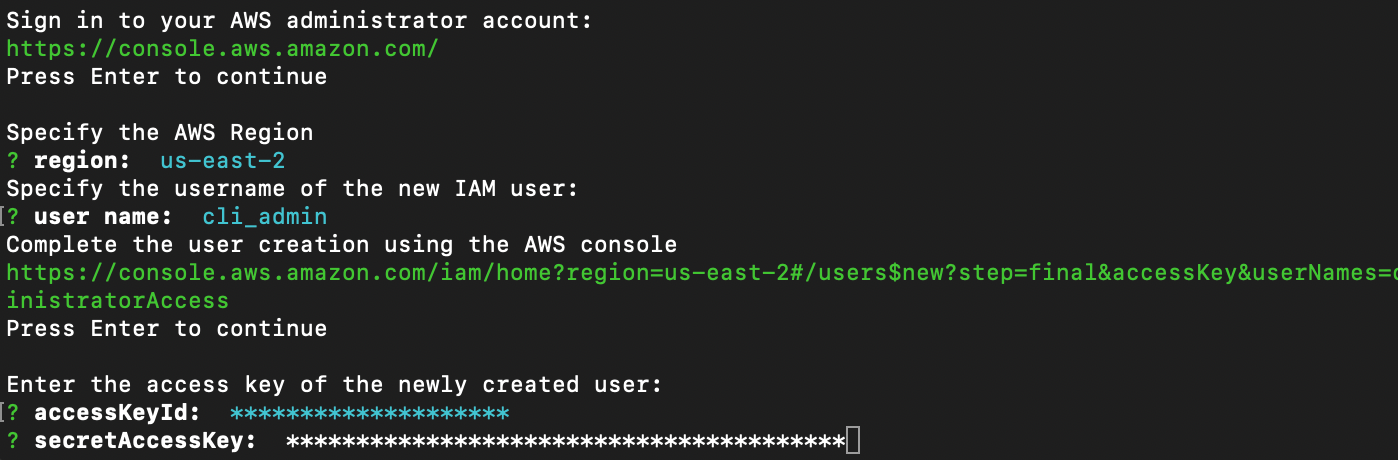 Sign in to your AWS administrator account:
https://console.aws.amazon.com/
Press Enter to continue
Specify the AWS Region
? region:  us-east-2
Specify the username of the new IAM user:
? user name:  cli_admin
Complete the user creation using the AWS console
https://console.aws.amazon.com/iam/home?region=us-east-2#/users$new?step=final&accessKey&userNames=
inistratorAccess
Press Enter to continue
Enter the access key of the newly created user:
? accessKeyId:  ********************
? secretAccessKey:  ****************************************